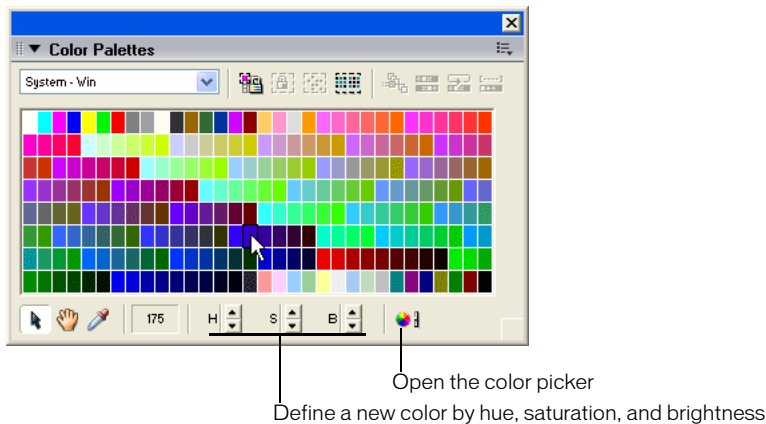 Color Palettes
System - Win
175 H S B
Open the color picker
Define a new color by hue, saturation, and brightness